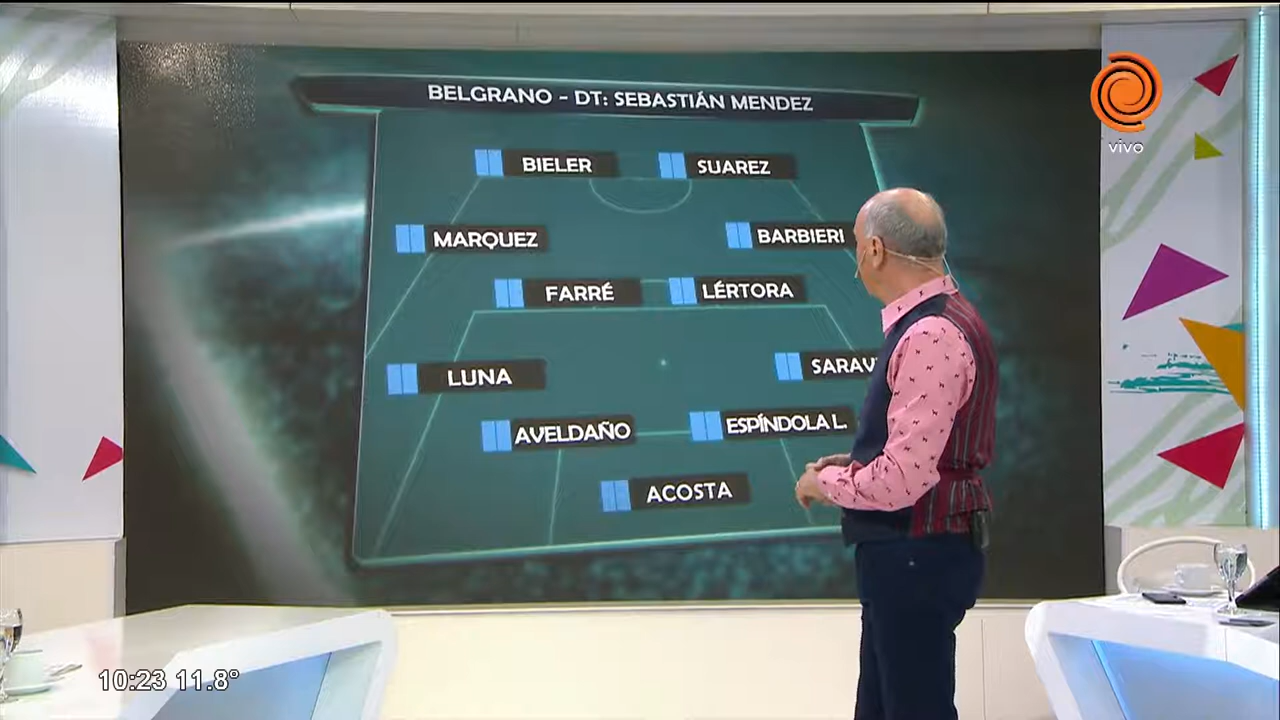 BELGRANO - DT: SEBASTIÁN MENDEZ
vivo
BIELER
SUAREZ
MARQUEZ
BARBIERI
FARRÉ
LÉRTORA
LUNA
AVELDAÑO
ESPÍNDOLA L.
ACOSTA
10:23 11.8°